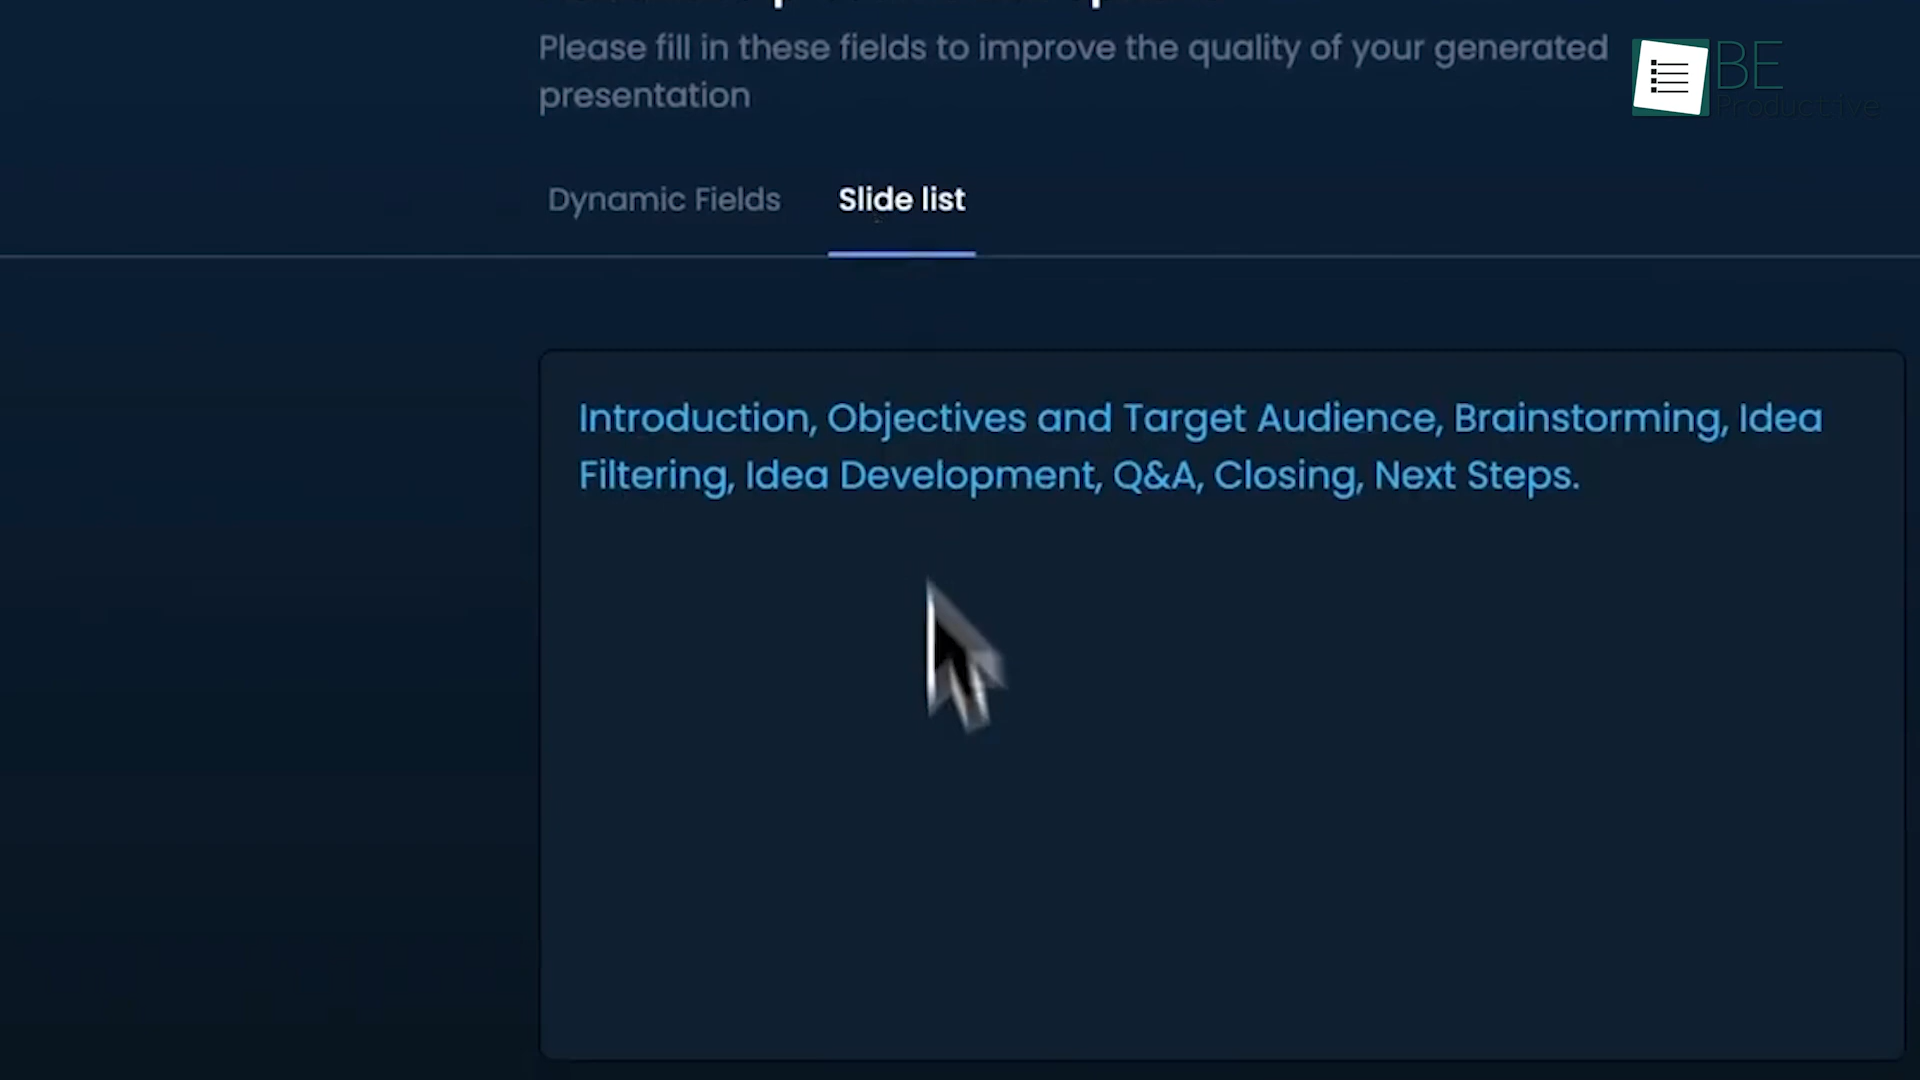 Please fill in these fields to improve the quality of your generated
presentation
BE
Productive
Dynamic Fields
Slide list
Introduction, Objectives and Target Audience, Brainstorming, Idea
Filtering, Idea Development, Q&A, Closing, Next Steps.